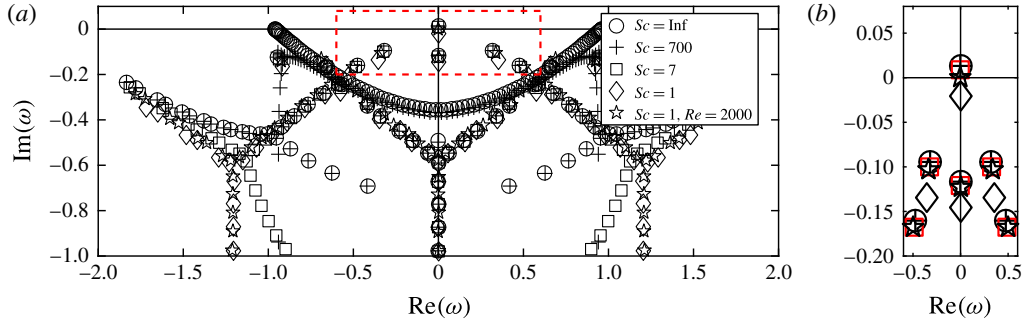 (a)
(b)
0
−0.2
−0.4
−0.6
−0.8
−1.0
Im(ω)
−2.0 −1.5 −1.0 −0.5 0 0.5 1.0 1.5 2.0
Re(ω)
Sc = Inf
Sc = 700
Sc = 7
Sc = 1
Sc = 1, Re = 2000
0.05
0
−0.05
−0.10
−0.15
−0.20
−0.5 0 0.5
Re(ω)